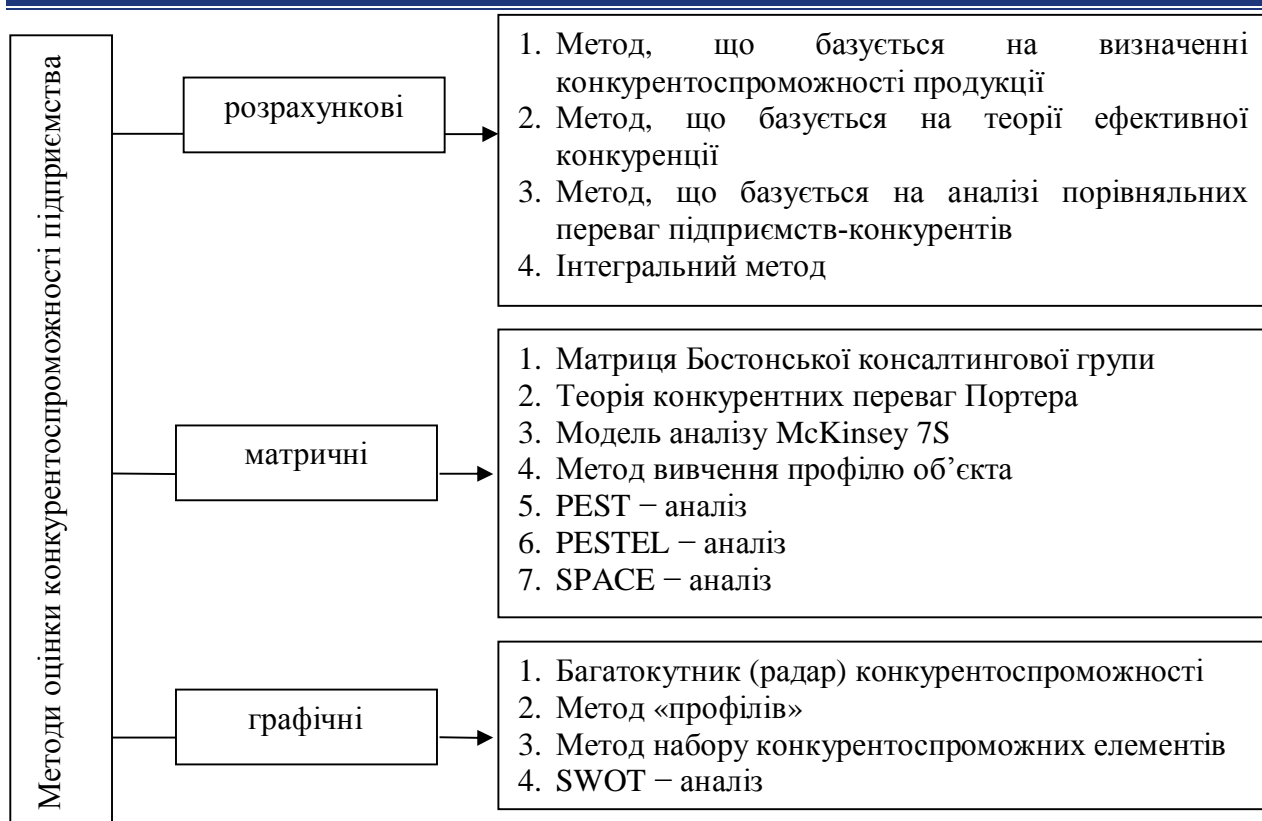 Методи оцінки конкурентоспроможності підприємства
розрахункові
1. Метод, що базується на визначенні
конкурентоспроможності продукції
2. Метод, що базується на теорії ефективної
конкуренції
3. Метод, що базується на аналізі порівняльних
переваг підприємств-конкурентів
4. Інтегральний метод
матричні
1. Матриця Бостонської консалтингової групи
2. Теорія конкурентних переваг Портера
3. Модель аналізу McKinsey 7S
4. Метод вивчення профілю об’єкта
5. PEST − аналіз
6. PESTEL − аналіз
7. SPACE − аналіз
графічні
1. Багатокутник (радар) конкурентоспроможності
2. Метод «профілів»
3. Метод набору конкурентоспроможних елементів
4. SWOT − аналіз